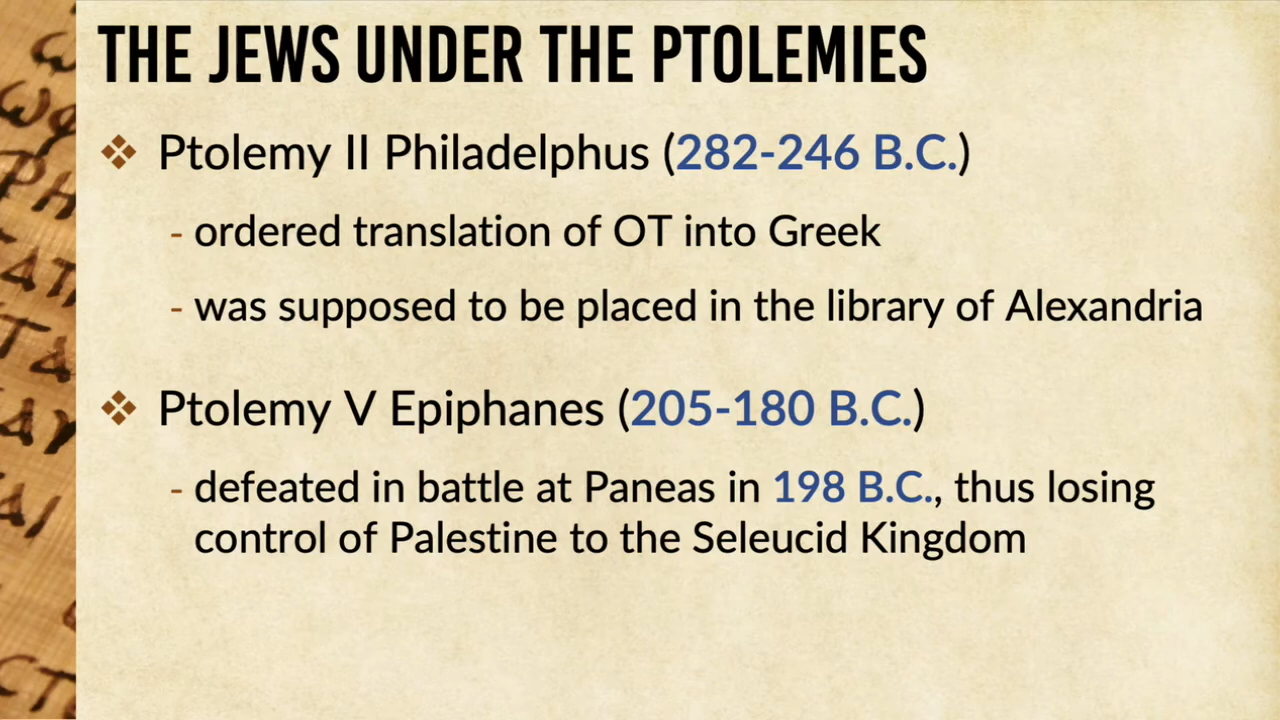 THE JEWS UNDER THE PTOLEMIES
❖ Ptolemy II Philadelphus (282-246 B.C.)
- ordered translation of OT into Greek
- was supposed to be placed in the library of Alexandria
❖ Ptolemy V Epiphanes (205-180 B.C.)
- defeated in battle at Paneas in 198 B.C., thus losing
control of Palestine to the Seleucid Kingdom